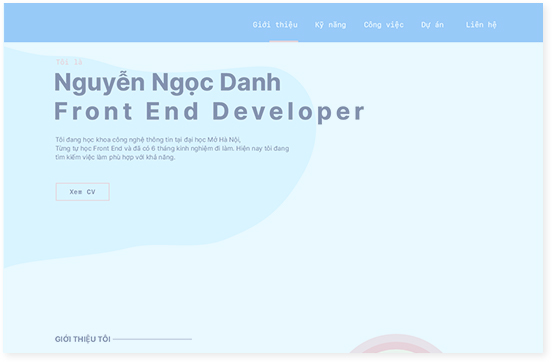 Giới thiệu Kỹ năng Công việc Dự án Liên hệ
Tôi là
Nguyễn Ngọc Danh
Front End Developer
Tôi đang học khoa công nghệ thông tin tại đại học Mở Hà Nội,
Từng tự học Front End và đã có 6 tháng kinh nghiệm đi làm. Hiện nay tôi đang
tìm kiếm việc làm phù hợp với khả năng.
Xem CV
GIỚI THIỆU TÔI